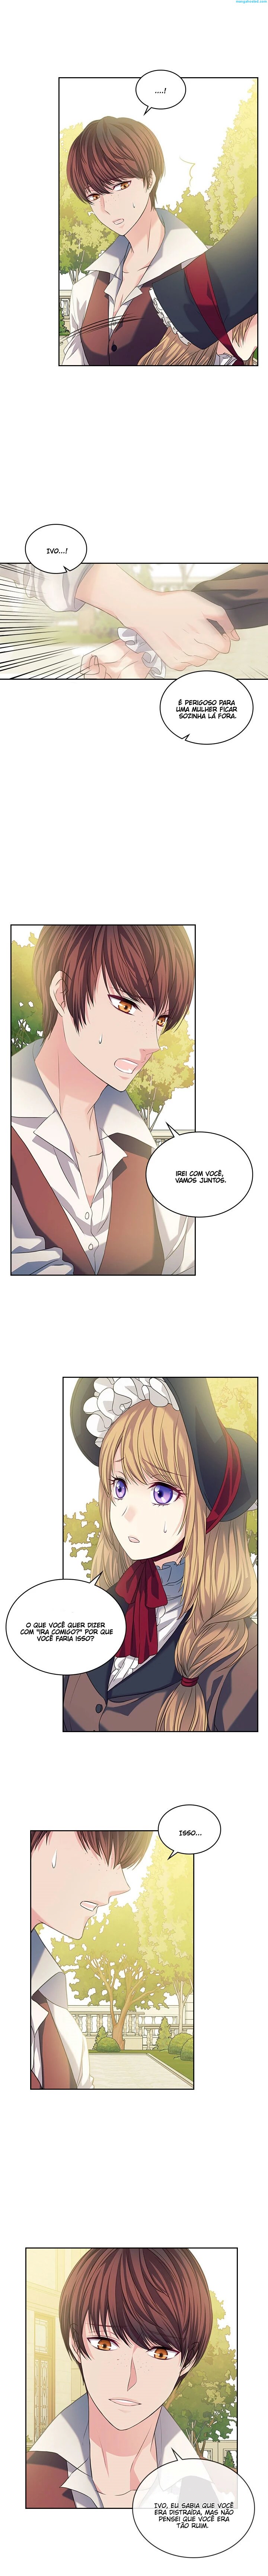 ....!
IVO...!
É PERIGOSO PARA
UMA MULHER FICAR
SOZINHA LÁ FORA.
IREI COM VOCÊ,
VAMOS JUNTOS.
O QUE VOCÊ QUER DIZER
COM "IRA COMIGO?" POR QUE
VOCÊ FARIA ISSO?
ISSO...
IVO, EU SABIA QUE VOCÊ
ERA DISTRAÍDA, MAS NÃO
PENSEI QUE VOCÊ ERA
TÃO RUIM.